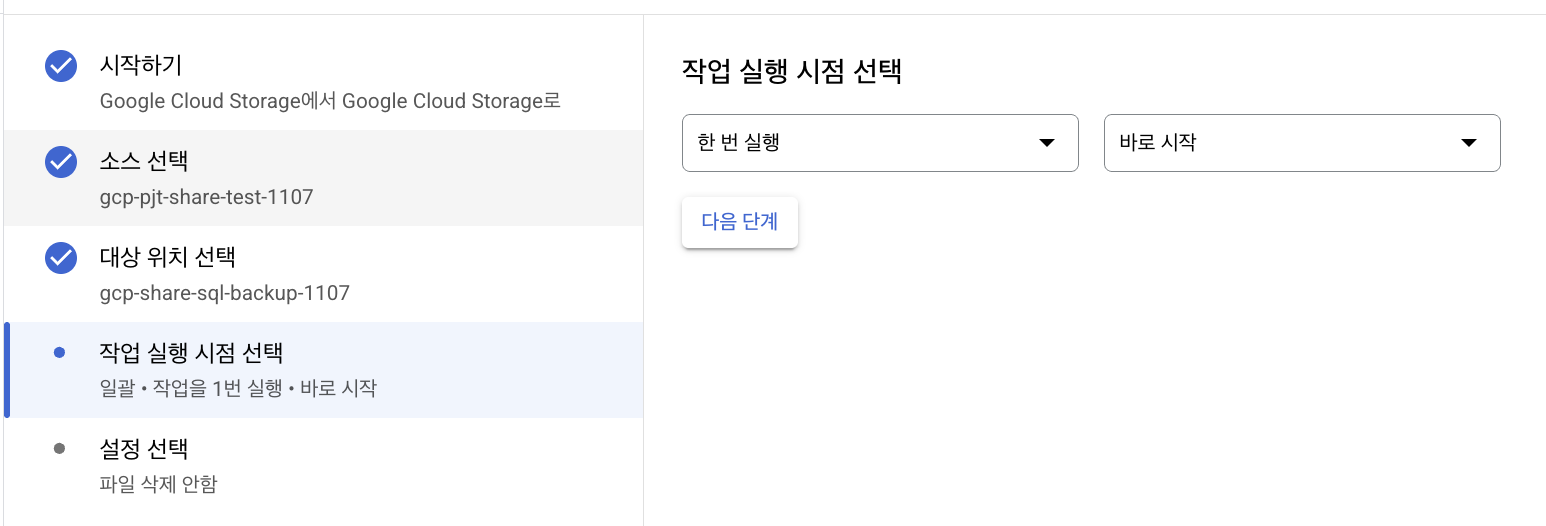 시작하기
Google Cloud Storage에서 Google Cloud Storage로
소스 선택
gcp-pjt-share-test-1107
대상 위치 선택
gcp-share-sql-backup-1107
작업 실행 시점 선택
일괄 • 작업을 1번 실행 • 바로 시작
설정 선택
파일 삭제 안함
작업 실행 시점 선택
한 번 실행
바로 시작
다음 단계